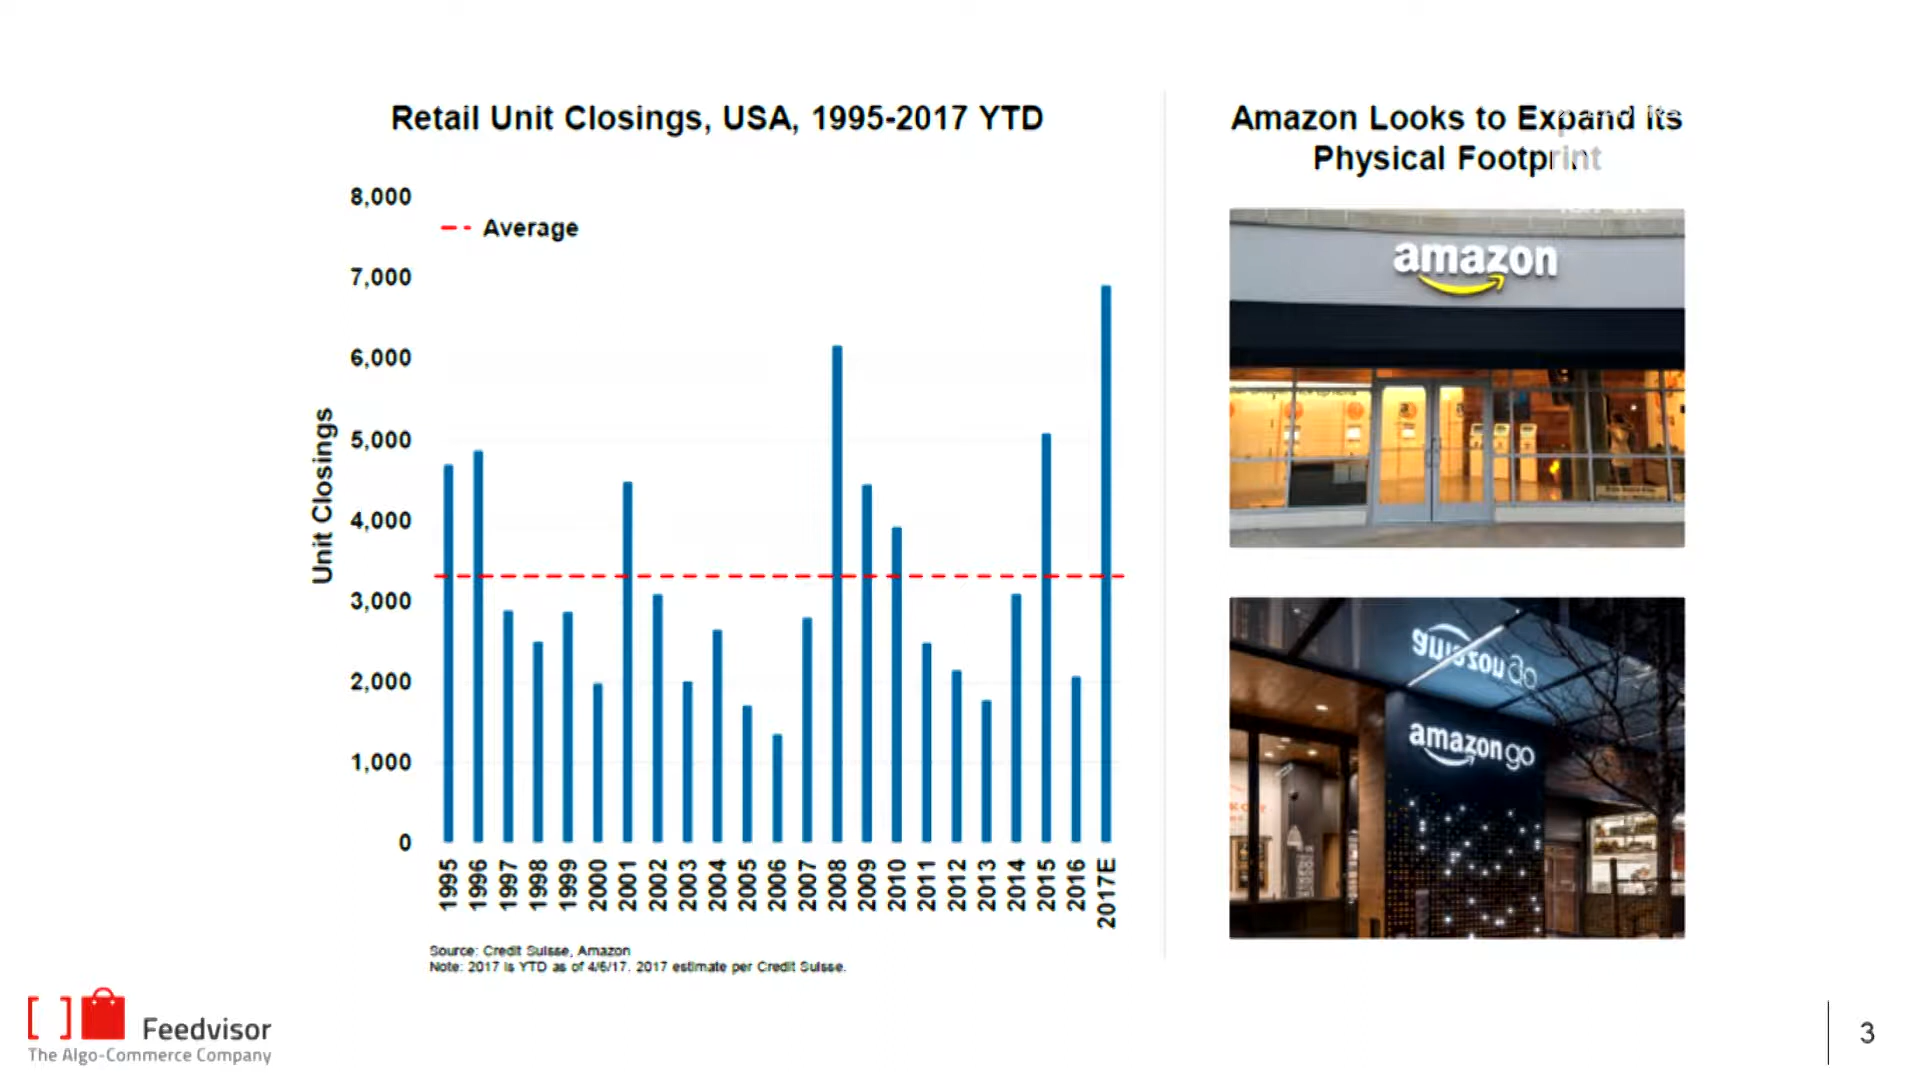 Retail Unit Closings, USA, 1995-2017 YTD
8,000
Average
7,000
6,000
5,000
4,000
3,000
2,000
1,000
0
Unit Closings
1995
1996
1997
1998
1999
2000
2001
2002
2003
2004
2005
2006
2007
2008
2009
2010
2011
2012
2013
2014
2015
2016
2017E
Source: Credit Suisse, Amazon
Note: 2017 is YTD as of 4/6/17. 2017 estimate per Credit Suisse.
Amazon Looks to Expand its
Physical Footprint
amazon
amazon go
Feedvisor
The Algo-Commerce Company
3